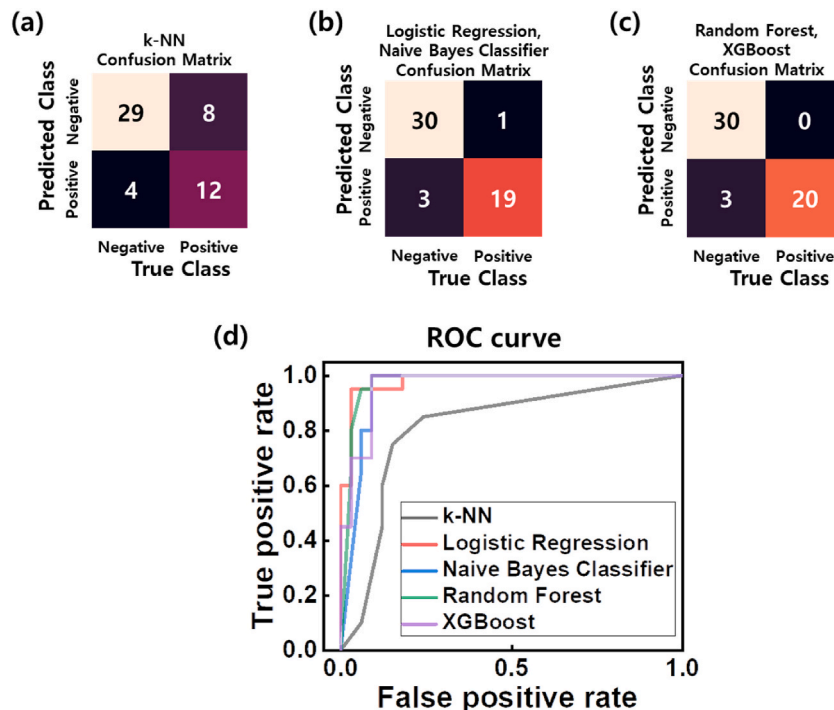 (a)
k-NN
Confusion Matrix
Predicted Class
Negative
Positive
29
8
4
12
Negative
Positive
True Class
(b)
Logistic Regression,
Naive Bayes Classifier
Confusion Matrix
Predicted Class
Negative
Positive
30
1
3
19
Negative
Positive
True Class
(c)
Random Forest,
XGBoost
Confusion Matrix
Predicted Class
Negative
Positive
30
0
3
20
Negative
Positive
True Class
(d)
ROC curve
True positive rate
1.0
0.8
0.6
0.4
0.2
0.0
k-NN
Logistic Regression
Naive Bayes Classifier
Random Forest
XGBoost
0.0
0.5
1.0
False positive rate